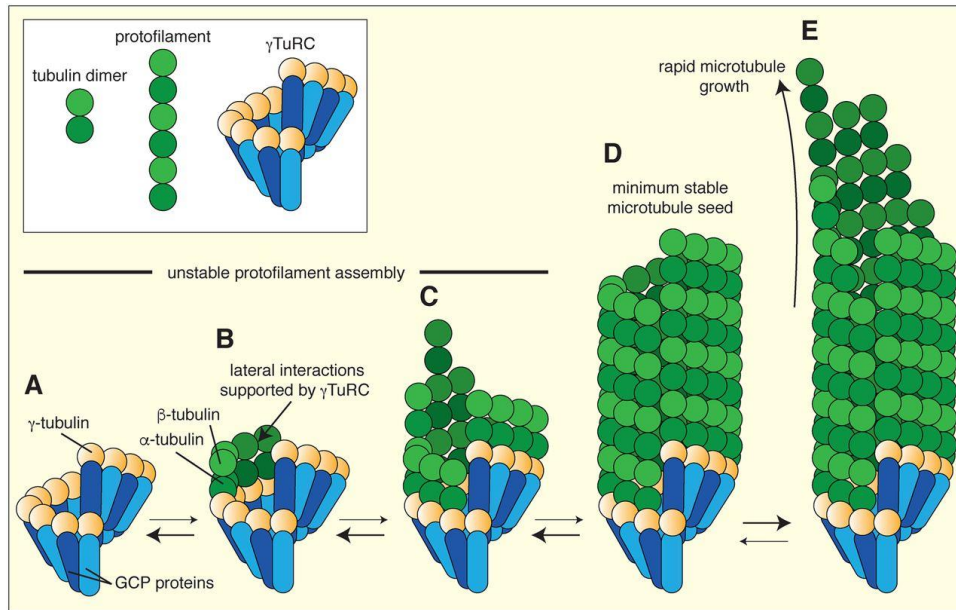 protofilament
tubulin dimer
γTuRC
unstable protofilament assembly
A
γ-tubulin
GCP proteins
B
lateral interactions
supported by γTuRC
β-tubulin
α-tubulin
C
D
minimum stable
microtubule seed
E
rapid microtubule
growth